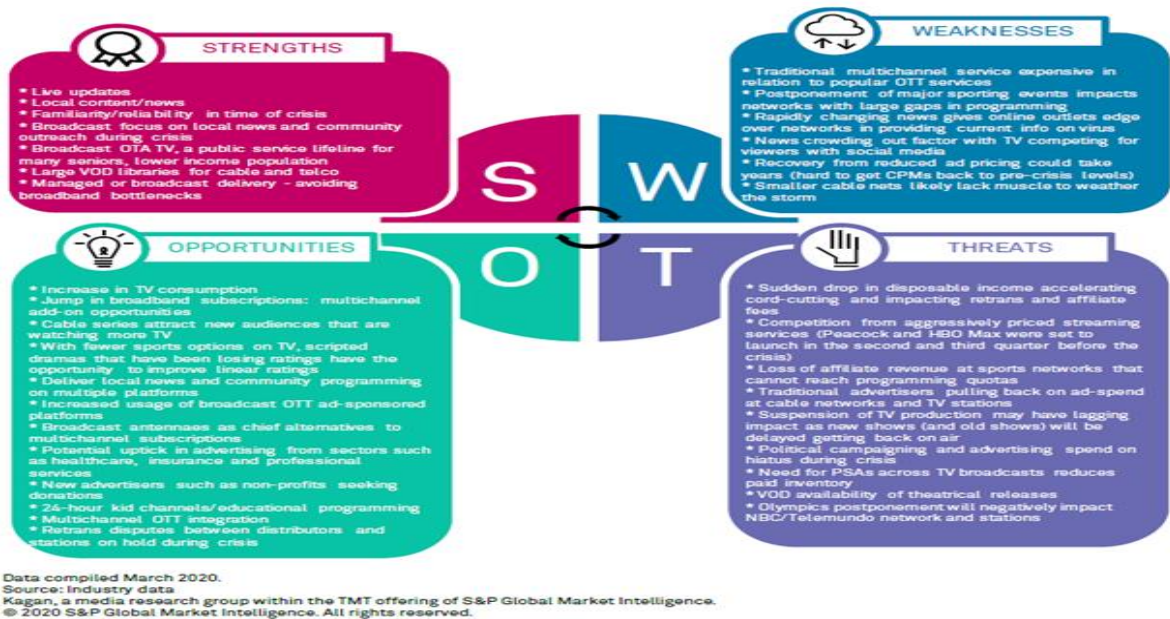 STRENGTHS
* Live updates
* Local content/news
* Familiarity/reliability in time of crisis
* Broadcast focus on local news and community
outreach during crisis
* Broadcast OTA TV, a public service lifeline for
many seniors, lower income population
* Large VOD libraries for cable and telco
* Managed or broadcast delivery - avoiding
broadband bottlenecks
WEAKNESSES
* Traditional multichannel service expensive in
relation to popular OTT services
* Postponement of major sporting events impacts
networks with large gaps in programming
* Rapidly changing news gives online outlets edge
over networks in providing current info on virus
* News crowding out factor with TV competing for
viewers with social media
* Recovery from reduced ad pricing could take
years (hard to get CPMs back to pre-crisis levels)
* Smaller cable nets likely lack muscle to weather
the storm
S
W
O
T
OPPORTUNITIES
* Increase in TV consumption
* Jump in broadband subscriptions: multichannel
add-on opportunities
* Cable series attract new audiences that are
watching more TV
* With fewer sports options on TV, scripted
dramas that have been losing ratings have the
opportunity to improve linear ratings
* Deliver local news and community programming
on multiple platforms
* Increased usage of broadcast OTT ad-sponsored
platforms
* Broadcast antennaes as chief alternatives to
multichannel subscriptions
* Potential uptick in advertising from sectors such
as healthcare, insurance and professional
services
* New advertisers such as non-profits seeking
donations
* 24-hour kid channels/educational programming
* Multichannel OTT integration
* Retrans disputes between distributors and
stations on hold during crisis
THREATS
* Sudden drop in disposable income accelerating
cord-cutting and impacting retrans and affiliate
fees
* Competition from aggressively priced streaming
services (Peacock and HBO Max were set to
launch in the second and third quarter before the
crisis)
* Loss of affiliate revenue at sports networks that
cannot reach programming quotas
* Traditional advertisers pulling back on ad-spend
at cable networks and TV stations
* Suspension of TV production may have lagging
impact as new shows (and old shows) will be
delayed getting back on air
* Political campaigning and advertising spend on
hiatus during crisis
* Need for PSAs across TV broadcasts reduces
paid inventory
* VOD availability of theatrical releases
* Olympics postponement will negatively impact
NBC/Telemundo network and stations
Data compiled March 2020.
Source: Industry data
Kagan, a media research group within the TMT offering of S&P Global Market Intelligence.
© 2020 S&P Global Market Intelligence. All rights reserved.